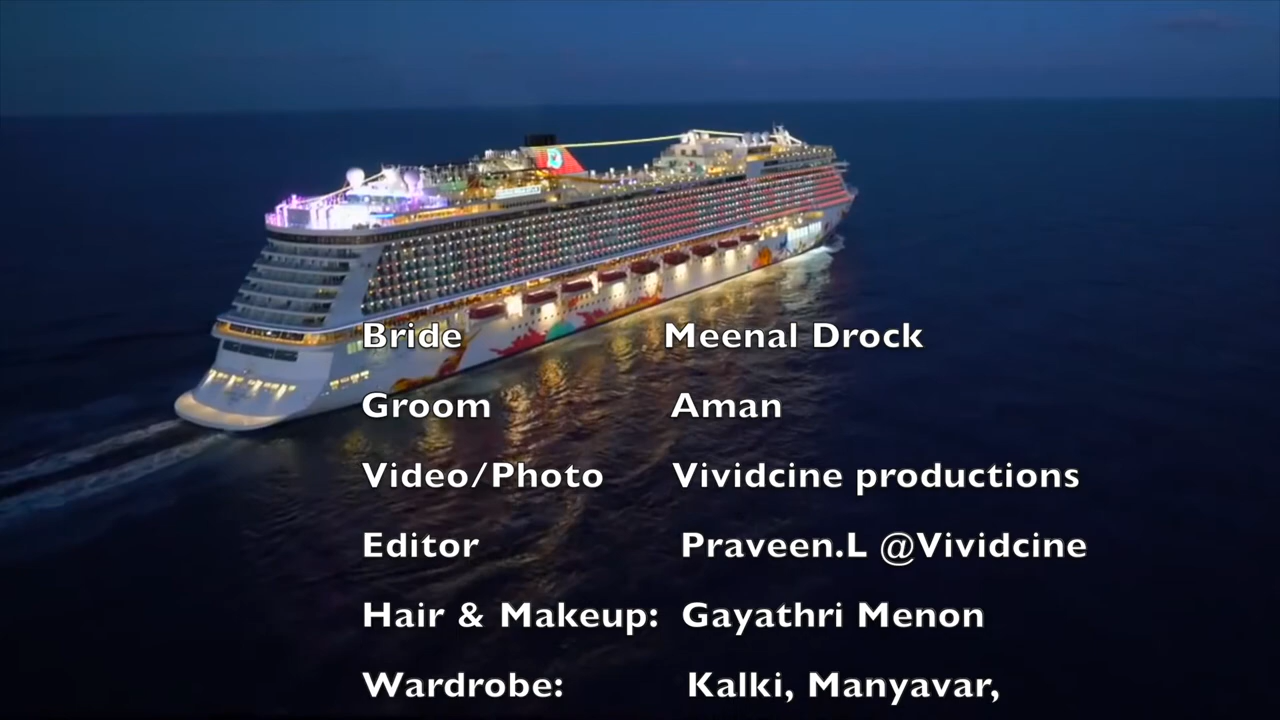 Bride Meenal Drock
Groom Aman
Video/Photo Vividcine productions
Editor Praveen.L @Vividcine
Hair & Makeup: Gayathri Menon
Wardrobe: Kalki, Manyavar,